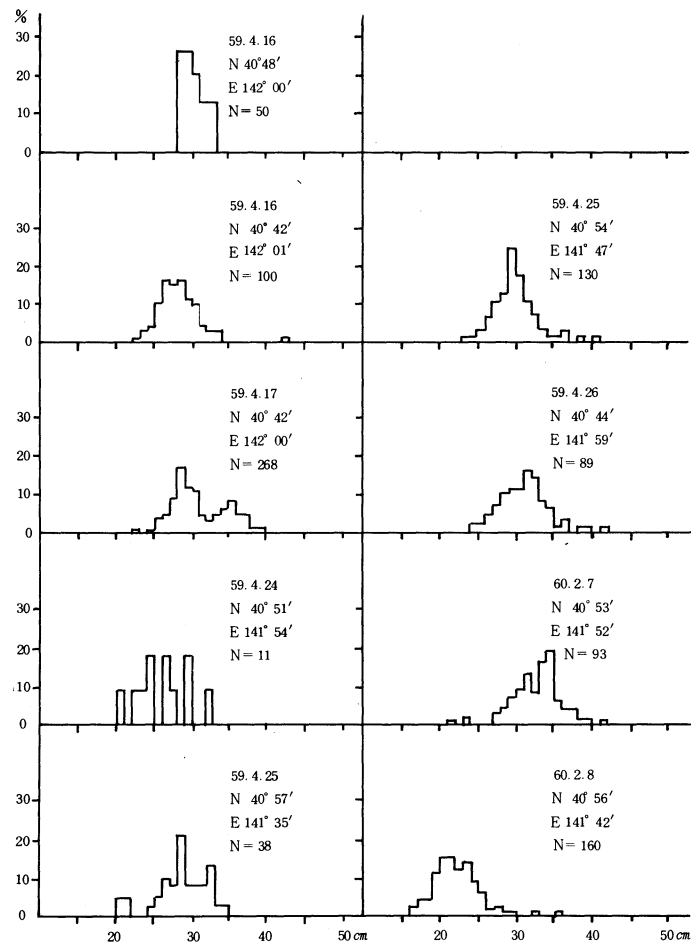 %
30
20
10
0
59.4.16
N 40°48′
E 142° 00′
N= 50
30
20
10
0
59.4.16
N 40° 42′
E 142° 01′
N= 100
59.4.25
N 40° 54′
E 141° 47′
N= 130
30
20
10
0
59.4.17
N 40° 42′
E 142° 00′
N= 268
59.4.26
N 40° 44′
E 141° 59′
N= 89
30
20
10
0
59.4.24
N 40° 51′
E 141° 54′
N= 11
60.2.7
N 40° 53′
E 141° 52′
N= 93
30
20
10
0
59.4.25
N 40° 57′
E 141° 35′
N= 38
60.2.8
N 40° 56′
E 141° 42′
N= 160
20 30 40 50 cm 20 30 40 50 cm